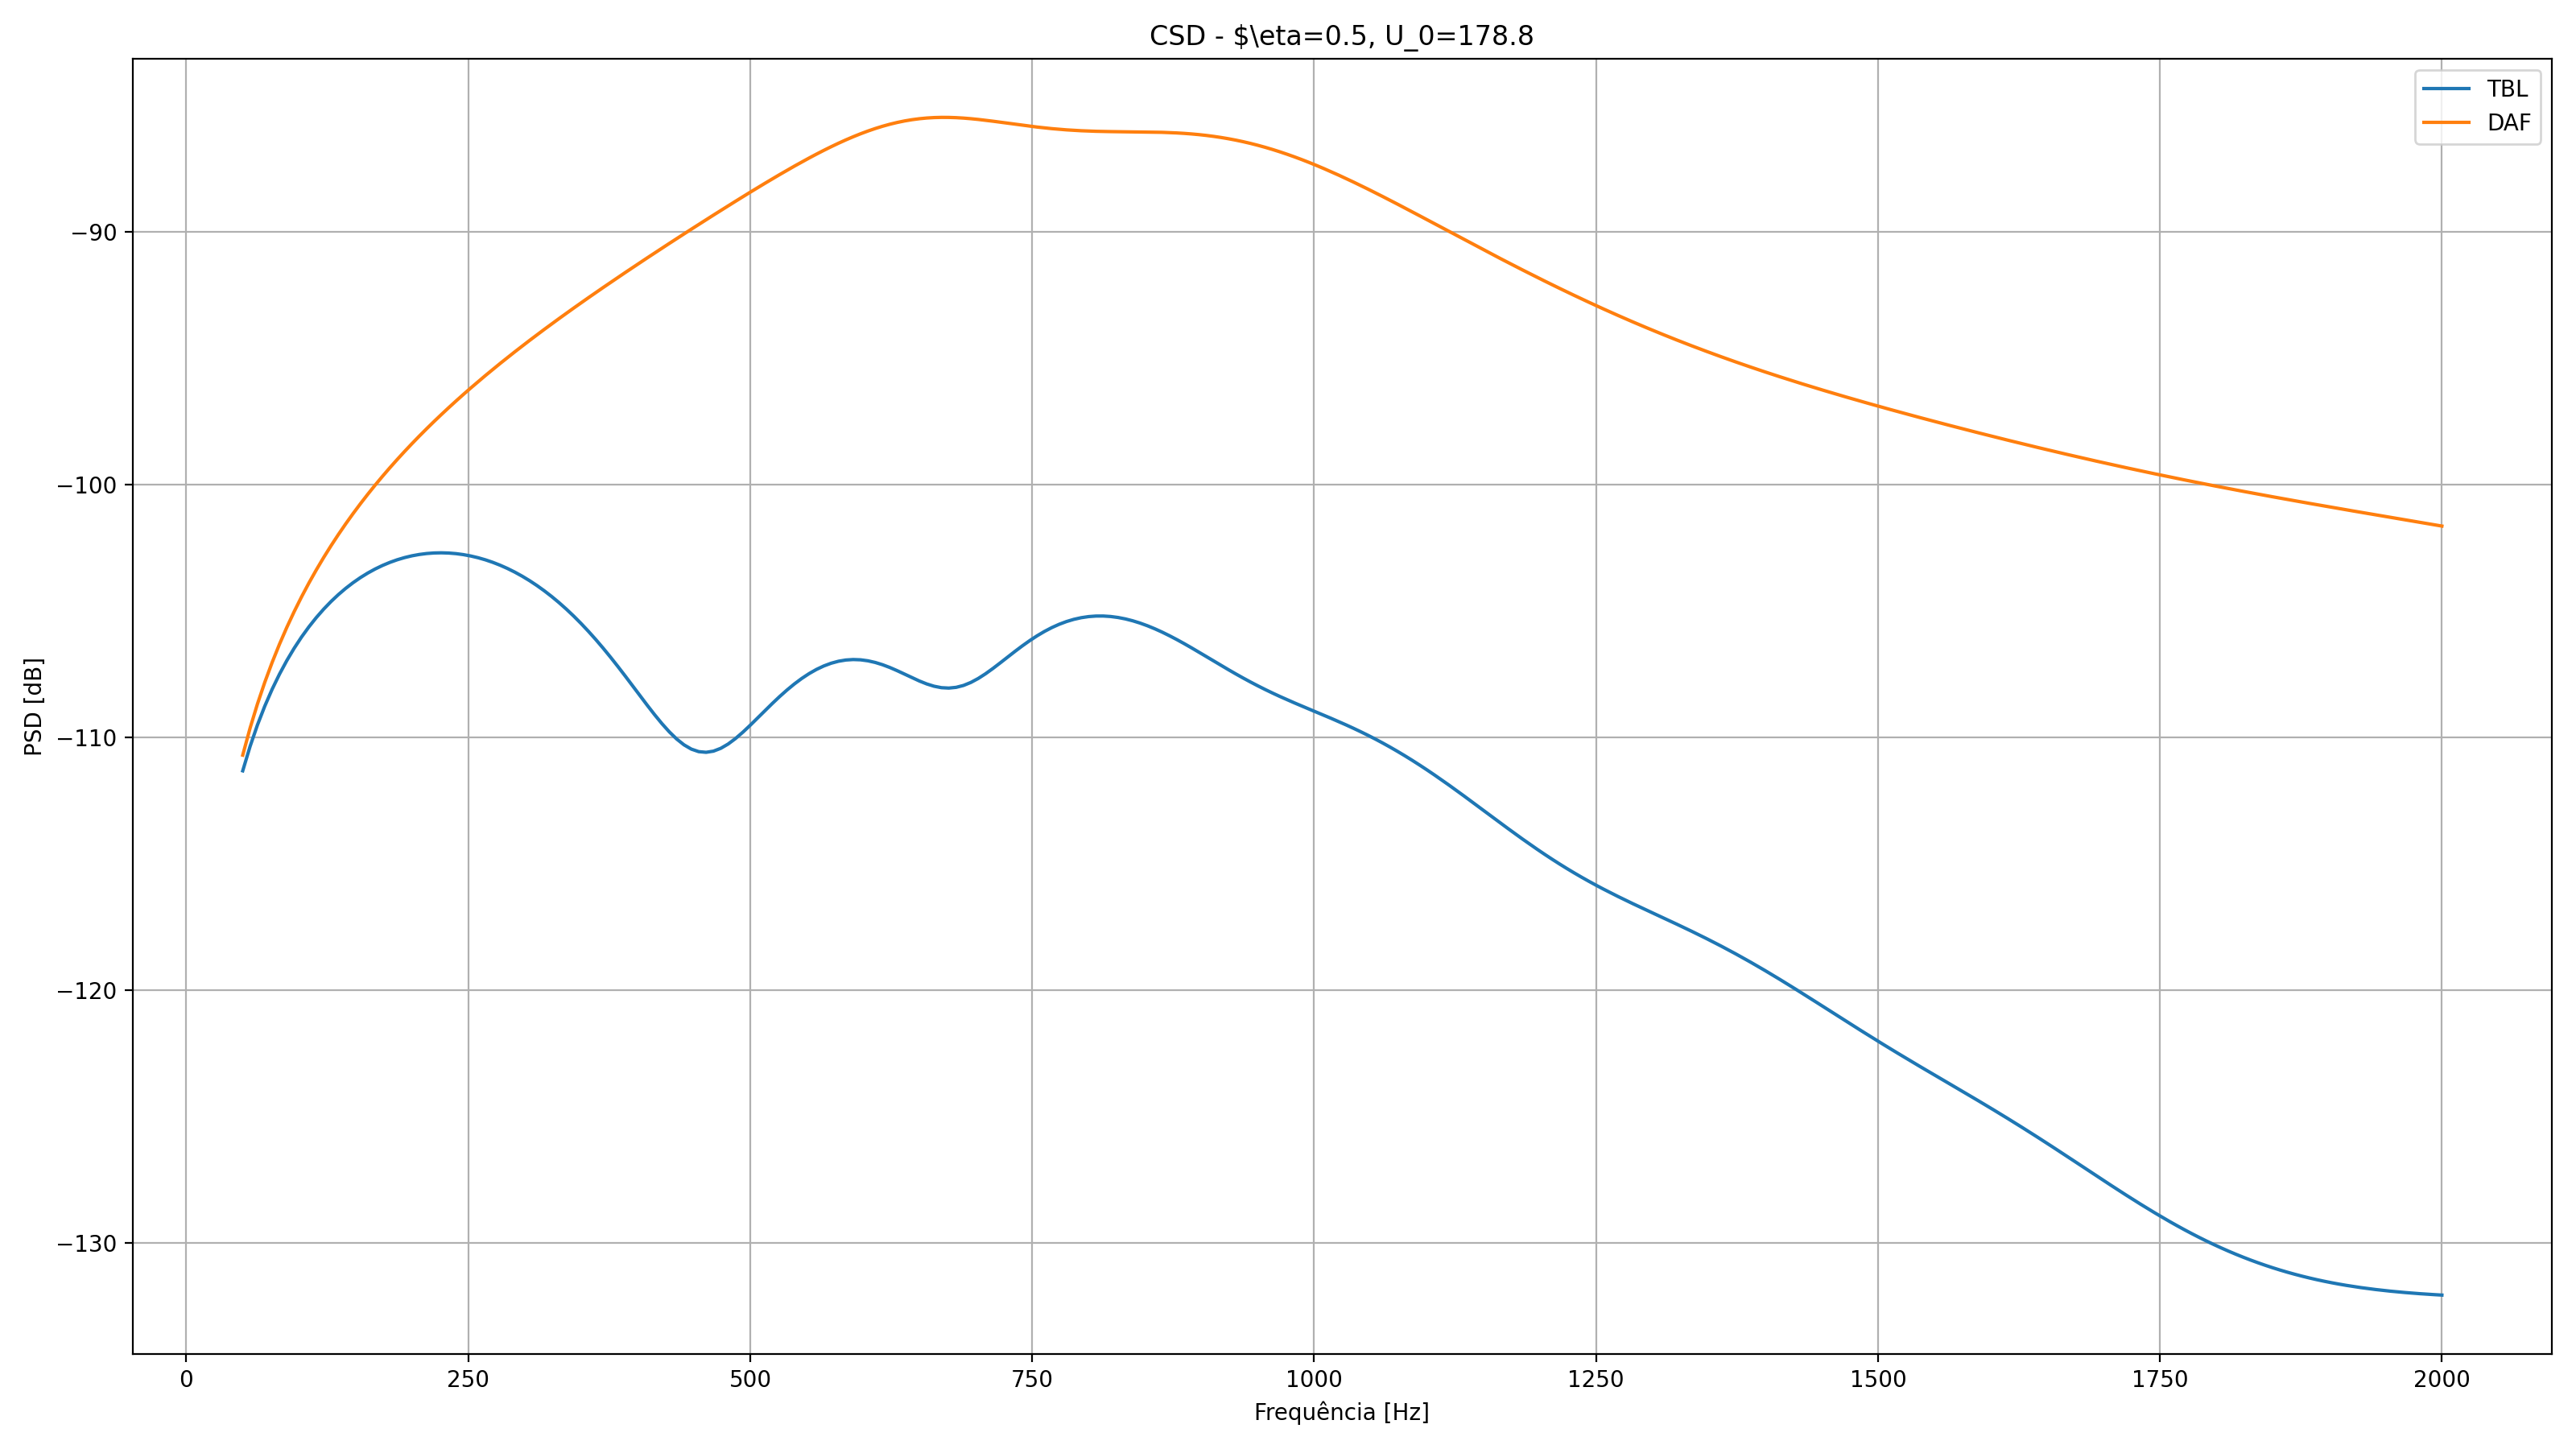 CSD - $\eta=0.5, U_0=178.8
TBL
DAF
PSD [dB]
−90
−100
−110
−120
−130
0 250 500 750 1000 1250 1500 1750 2000
Frequência [Hz]